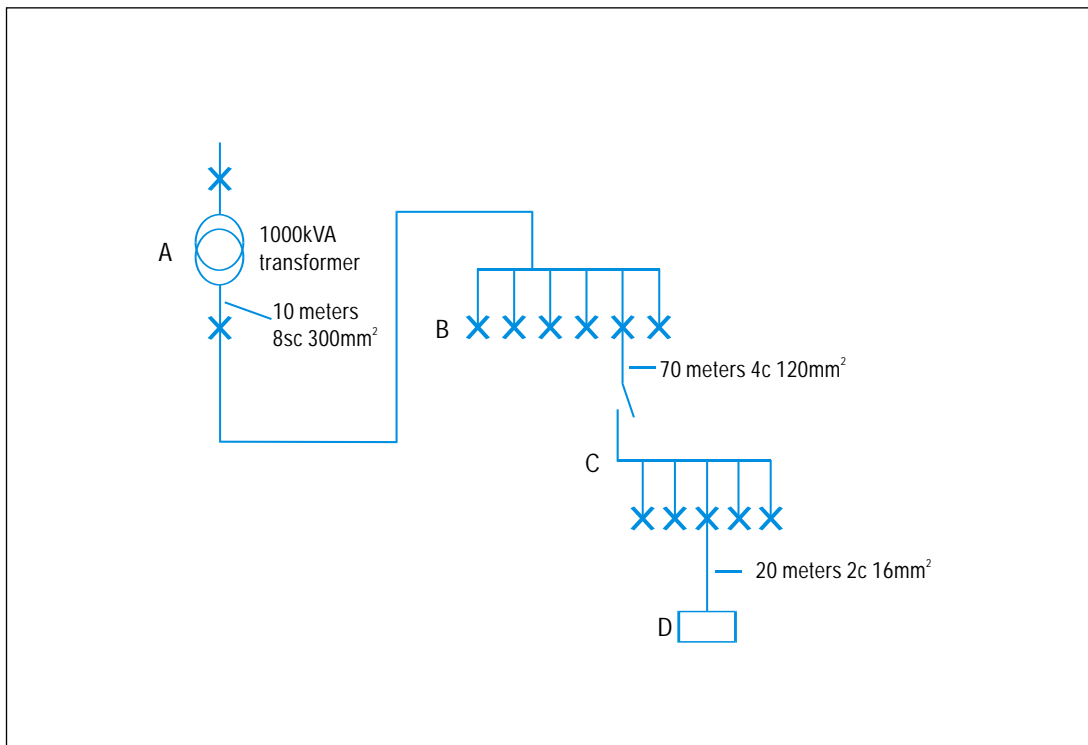 A
1000kVA
transformer
10 meters
8sc 300mm²
B
70 meters 4c 120mm²
C
20 meters 2c 16mm²
D